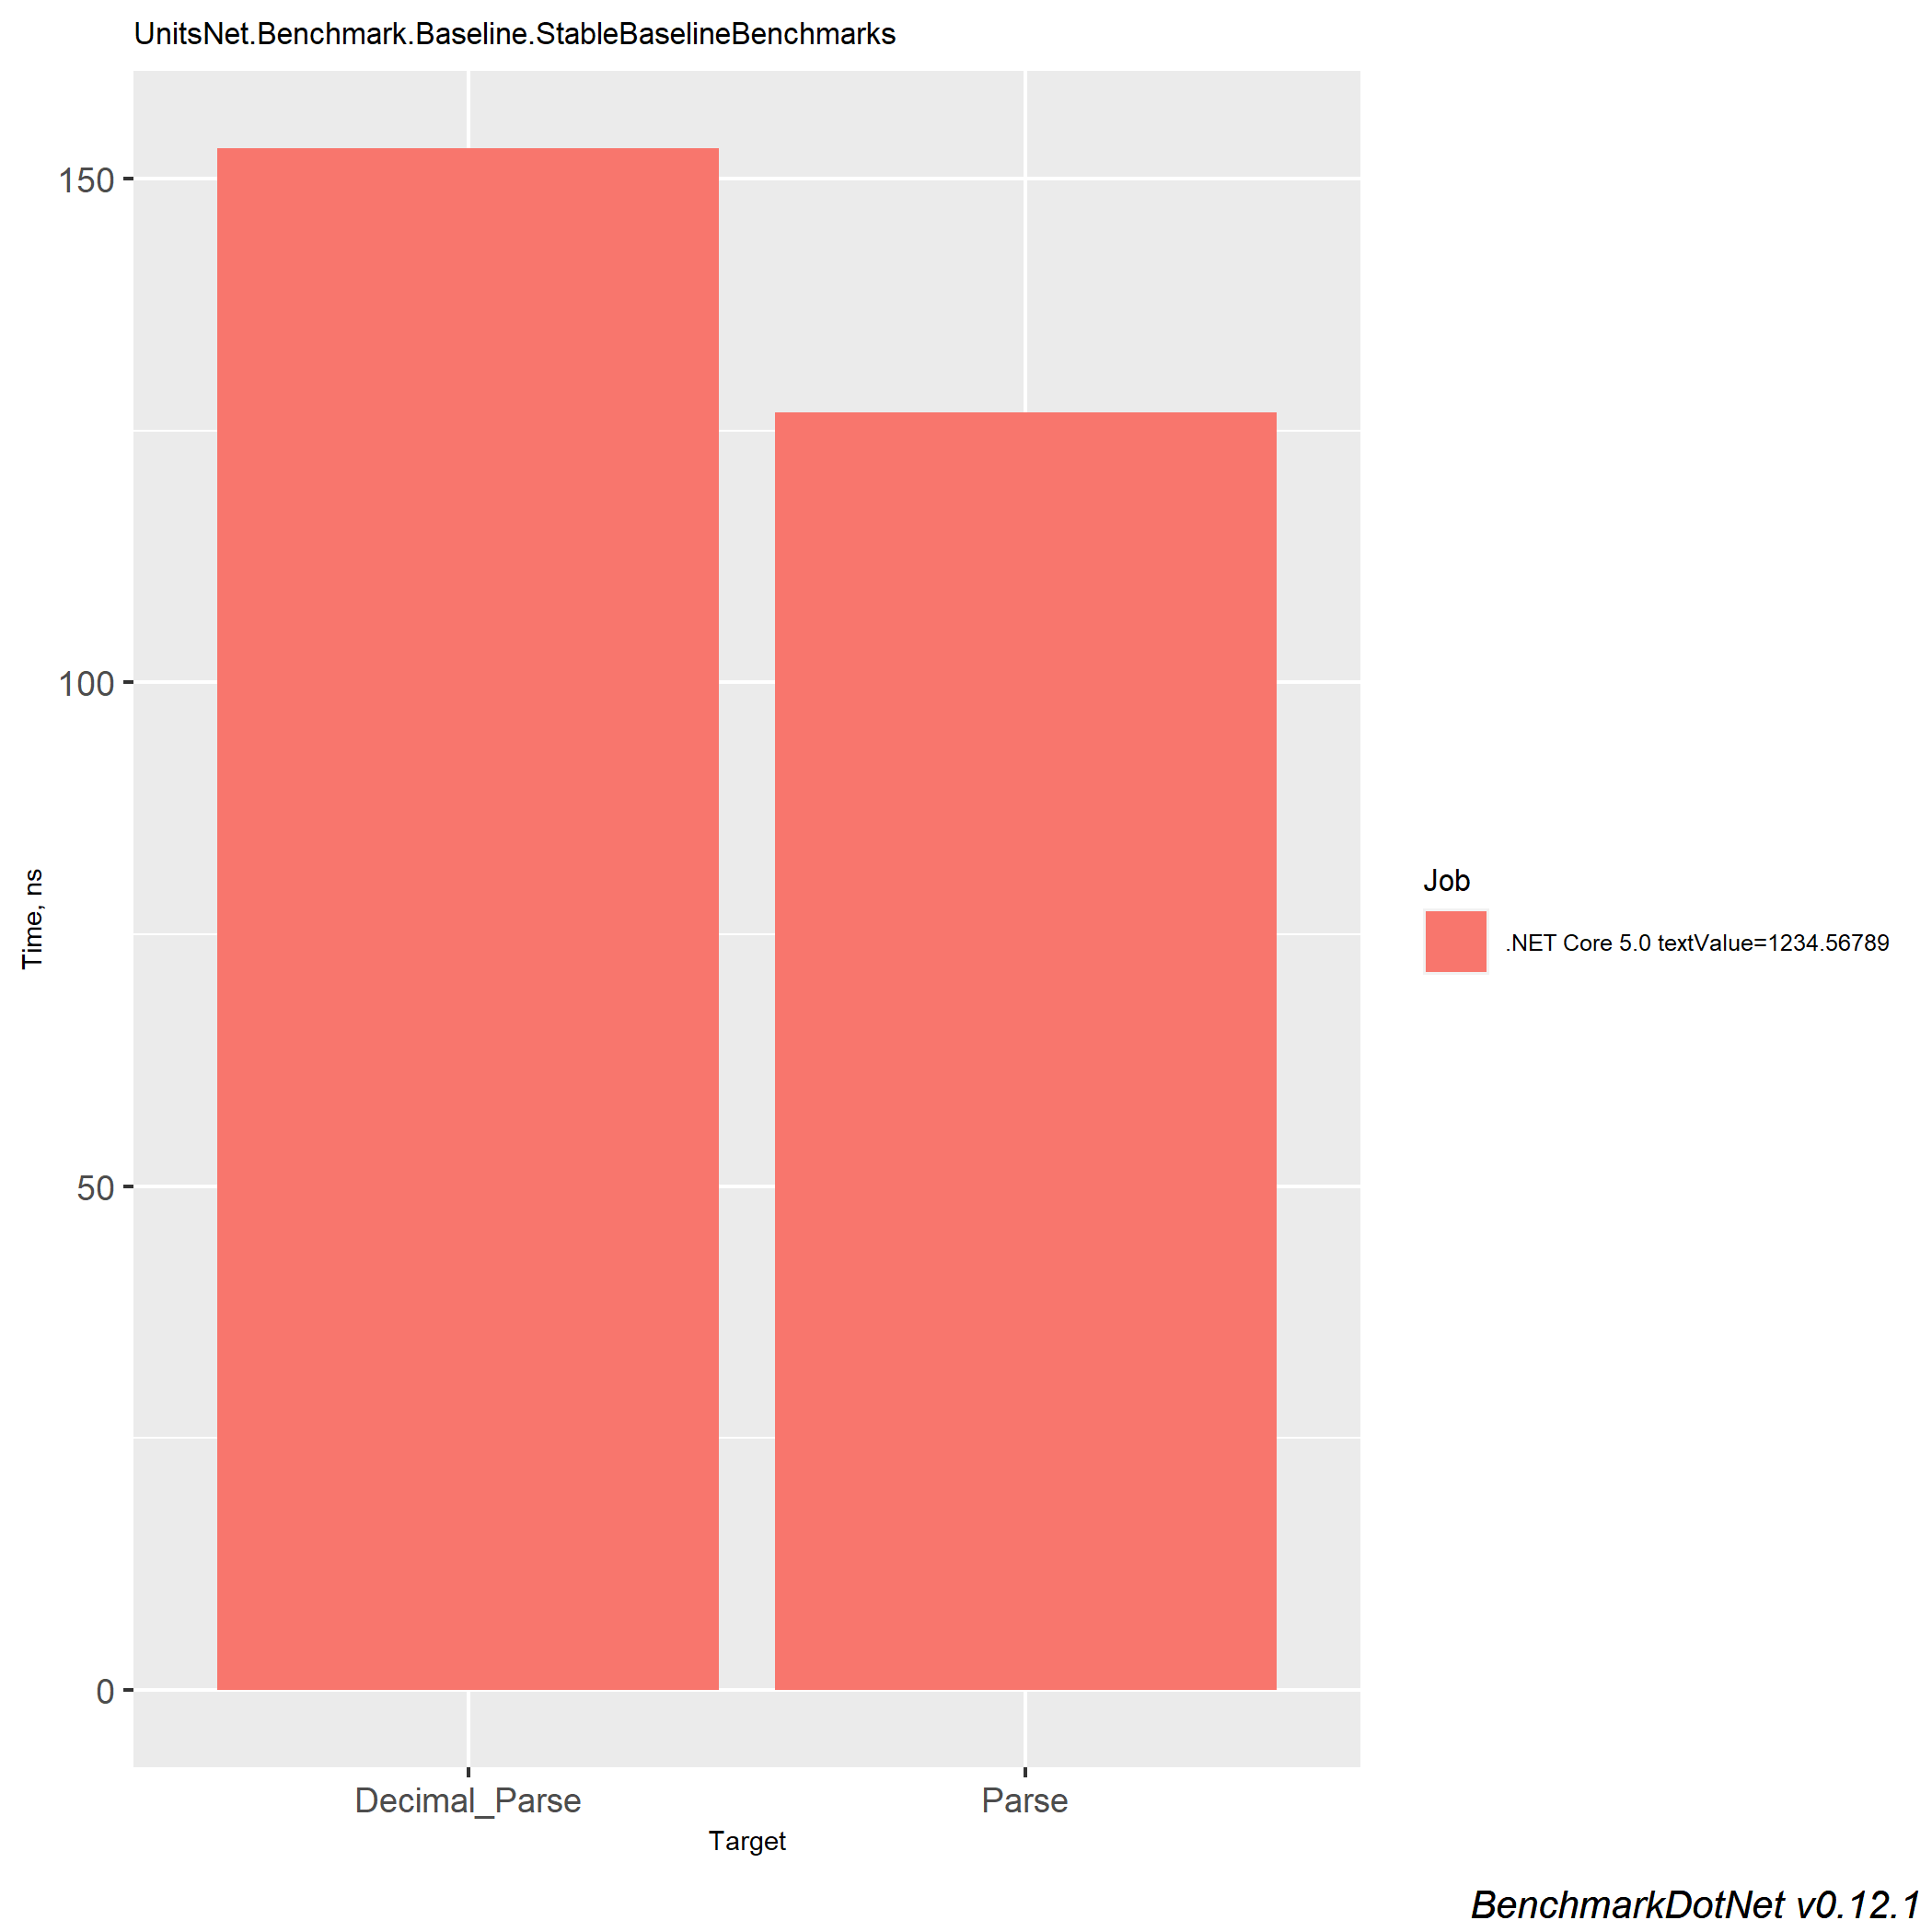 UnitsNet.Benchmark.Baseline.StableBaselineBenchmarks
150
100
50
0
Time, ns
Decimal_Parse
Parse
Target
Job
.NET Core 5.0 textValue=1234.56789
BenchmarkDotNet v0.12.1